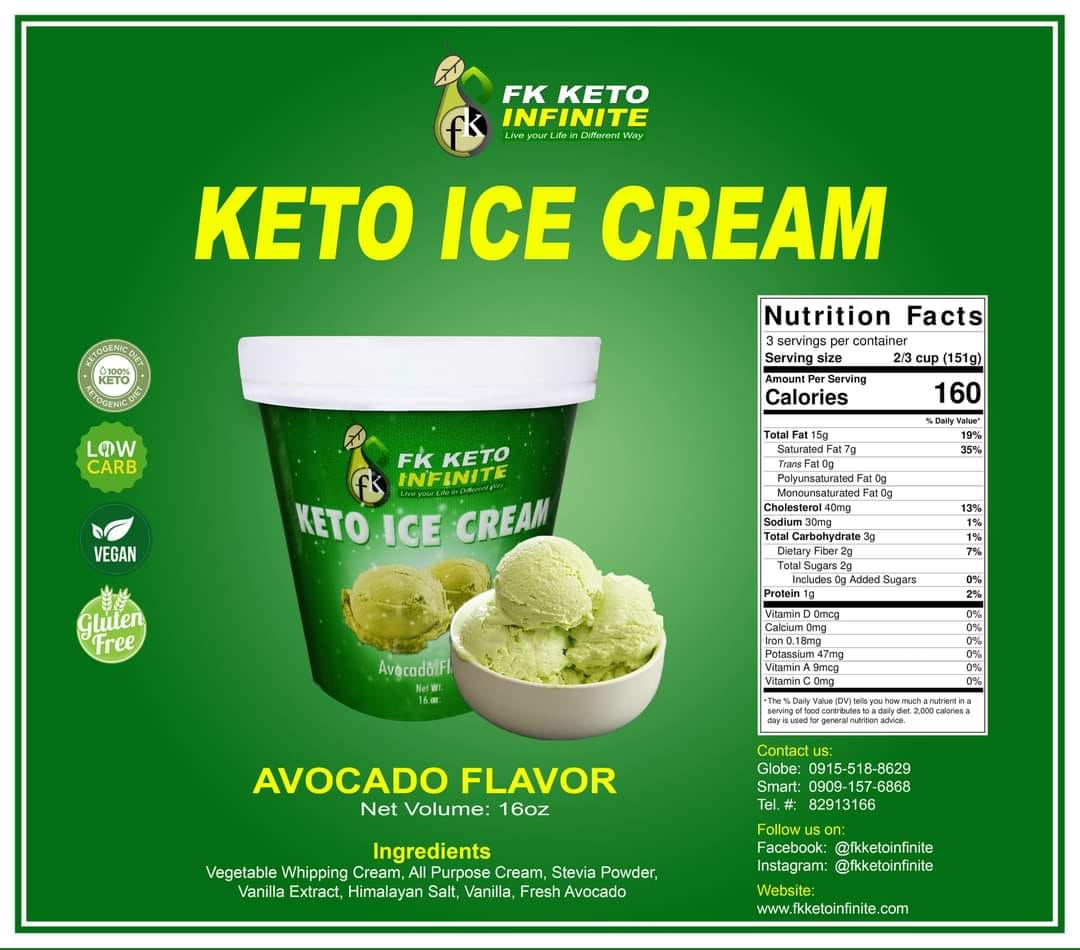 FK KETO
INFINITE
Live your Life in Different Way
KETO ICE CREAM
KETOGENIC DIET
100%
KETO
KETOGENIC DIET
LOW
CARB
VEGAN
Gluten
Free
fk
FK KETO
INFINITE
Live your Life in Different Way
KETO ICE CREAM
Avocado
Net Wt.
16 oz.
Nutrition Facts
3 servings per container
Serving size 2/3 cup (151g)
Amount Per Serving
Calories 160
% Daily Value*
Total Fat 15g 19%
Saturated Fat 7g 35%
Trans Fat 0g
Polyunsaturated Fat 0g
Monounsaturated Fat 0g
Cholesterol 40mg 13%
Sodium 30mg 1%
Total Carbohydrate 3g 1%
Dietary Fiber 2g 7%
Total Sugars 2g
Includes 0g Added Sugars 0%
Protein 1g 2%
Vitamin D 0mcg 0%
Calcium 0mg 0%
Iron 0.18mg 0%
Potassium 47mg 0%
Vitamin A 9mcg 0%
Vitamin C 0mg 0%
*The % Daily Value (DV) tells you how much a nutrient in a
serving of food contributes to a daily diet. 2,000 calories a
day is used for general nutrition advice.
AVOCADO FLAVOR
Net Volume: 16oz
Ingredients
Vegetable Whipping Cream, All Purpose Cream, Stevia Powder,
Vanilla Extract, Himalayan Salt, Vanilla, Fresh Avocado
Contact us:
Globe: 0915-518-8629
Smart: 0909-157-6868
Tel. #: 82913166
Follow us on:
Facebook: @fkketoinfinite
Instagram: @fkketoinfinite
Website:
www.fkketoinfinite.com